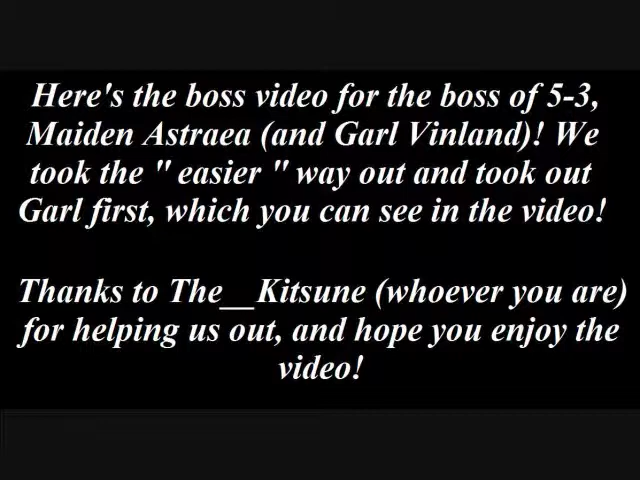 Here's the boss video for the boss of 5-3,
Maiden Astraea (and Garl Vinland)! We
took the " easier " way out and took out
Garl first, which you can see in the video!
Thanks to The__Kitsune (whoever you are)
for helping us out, and hope you enjoy the
video!